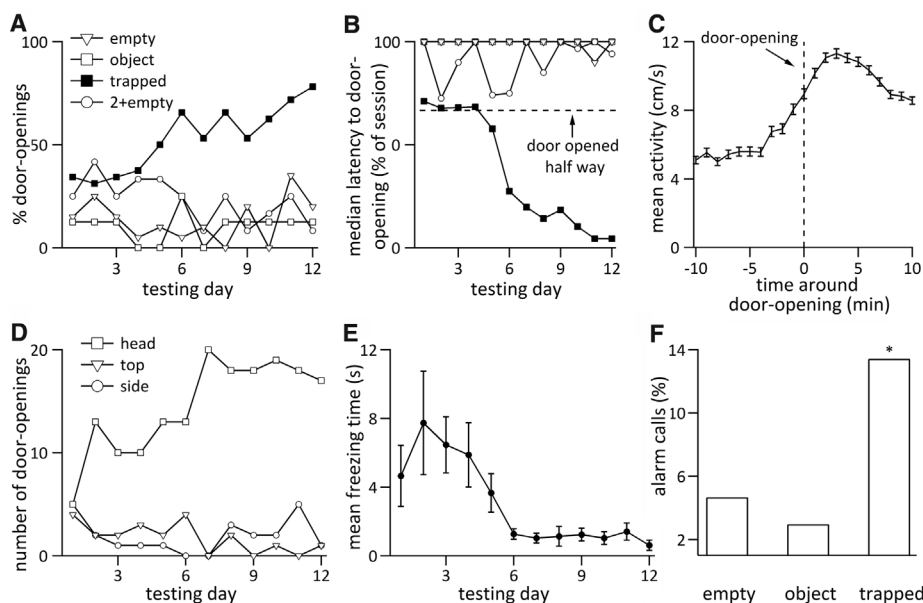 A
% door-openings
100
50
0
empty
object
trapped
2+empty
3
6
9
12
testing day
B
median latency to door-
opening (% of session)
100
0
0
door opened
half way
3
6
9
12
testing day
C
mean activity (cm/s)
12
8
4
0
door-opening
-10
-5
0
5
10
time around
door-opening (min)
D
number of door-openings
20
10
0
head
top
side
3
6
9
12
testing day
E
mean freezing time (s)
12
8
4
0
3
6
9
12
testing day
F
alarm calls (%)
14
10
6
2
*
empty
object
trapped